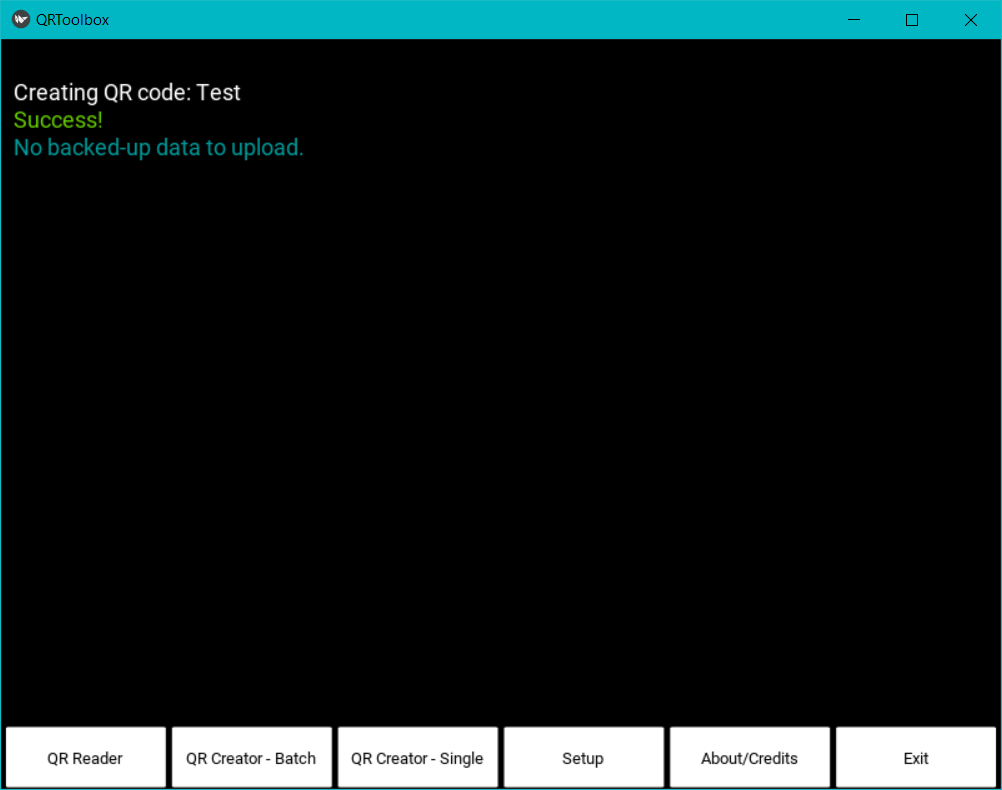 QRToolbox
Creating QR code: Test
Success!
No backed-up data to upload.
QR Reader
QR Creator - Batch
QR Creator - Single
Setup
About/Credits
Exit